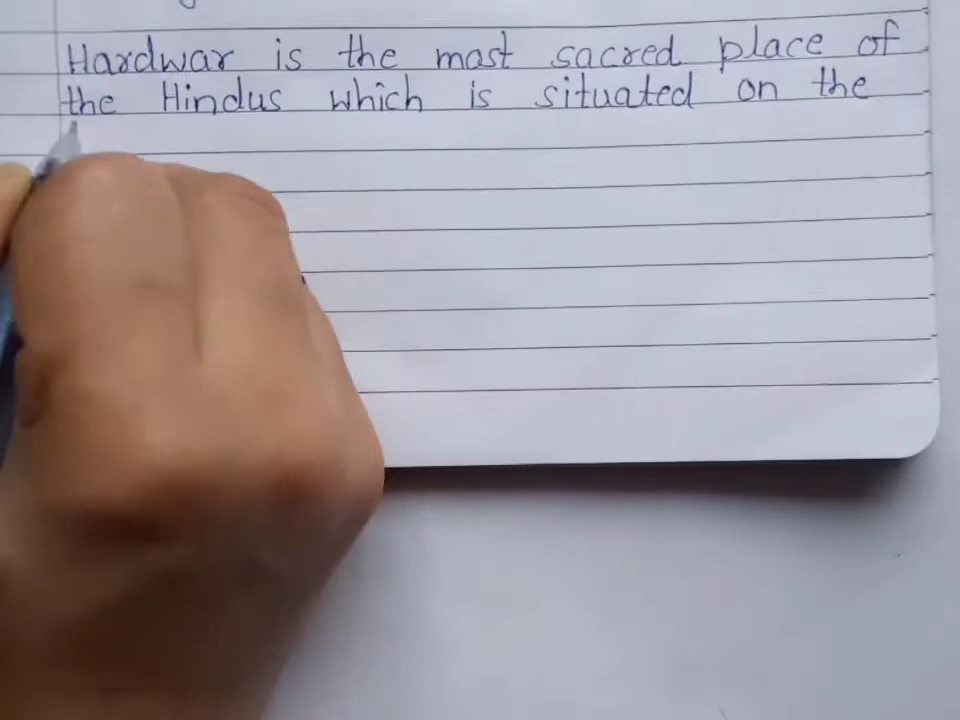 Hardwar is the most sacred place of
the Hindus which is situated on the